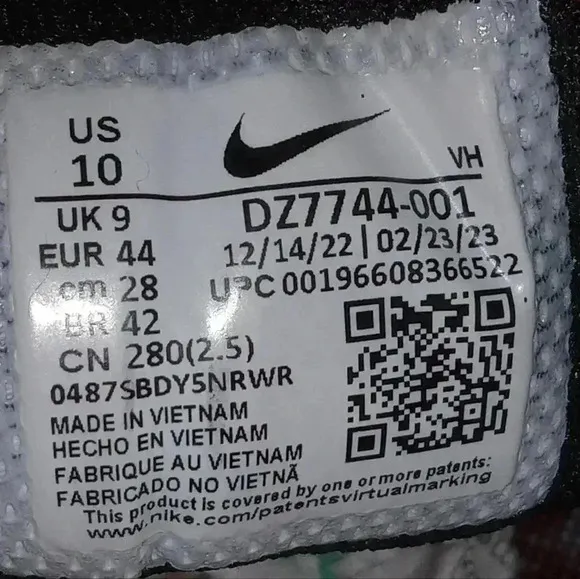 US
10
VH
UK 9
DZ7744-001
EUR 44
12/14/22 | 02/23/23
cm 28
UPC 00196608366522
BR 42
CN 280(2.5)
0487SBDY5NRWR
MADE IN VIETNAM
HECHO EN VIETNAM
FABRIQUE AU VIETNAM
FABRICADO NO VIETNÃ
This product is covered by one or more patents:
www.nike.com/patentsvirtualmarking